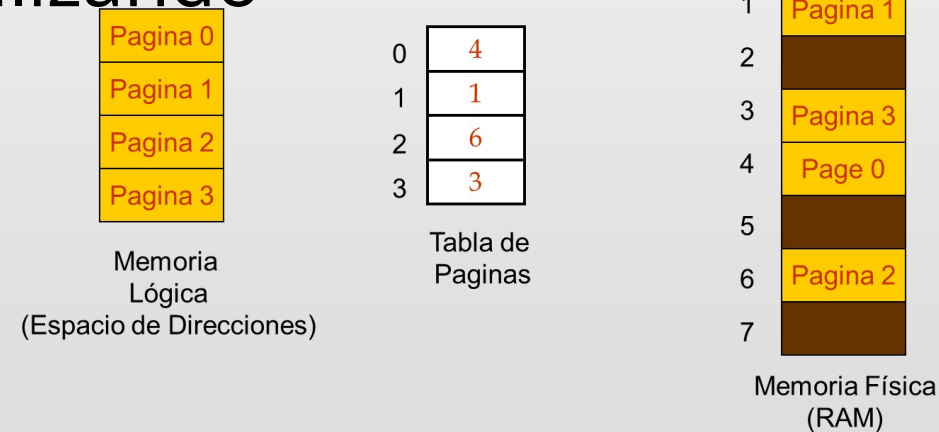 Pagina 0
Pagina 1
Pagina 2
Pagina 3
Memoria
Lógica
(Espacio de Direcciones)
0 4
1 1
2 6
3 3
Tabla de
Paginas
1 Pagina 1
2
3 Pagina 3
4 Page 0
5
6 Pagina 2
7
Memoria Física
(RAM)